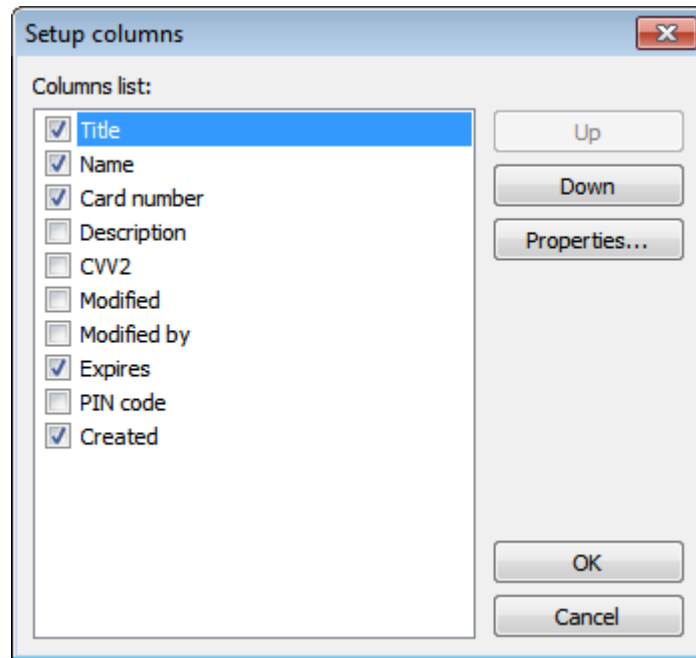 Setup columns
Columns list:
Title
Name
Card number
Description
CVV2
Modified
Modified by
Expires
PIN code
Created
Up
Down
Properties...
OK
Cancel